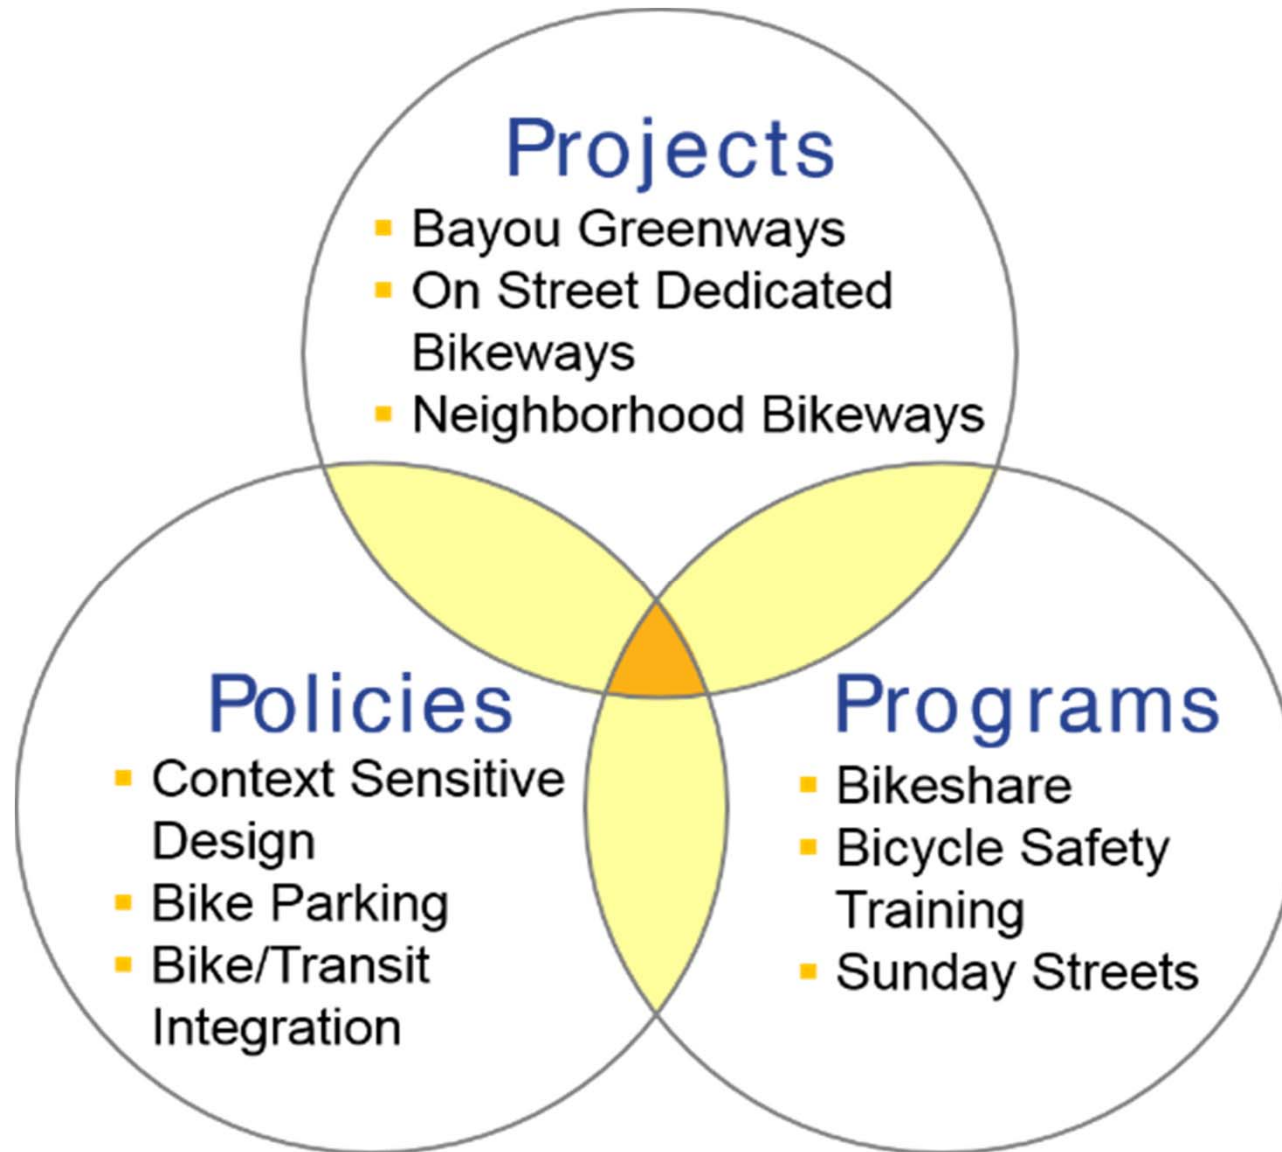 Projects
Bayou Greenways
On Street Dedicated
Bikeways
Neighborhood Bikeways
Policies
Context Sensitive
Design
Bike Parking
Bike/Transit
Integration
Programs
Bikeshare
Bicycle Safety
Training
Sunday Streets